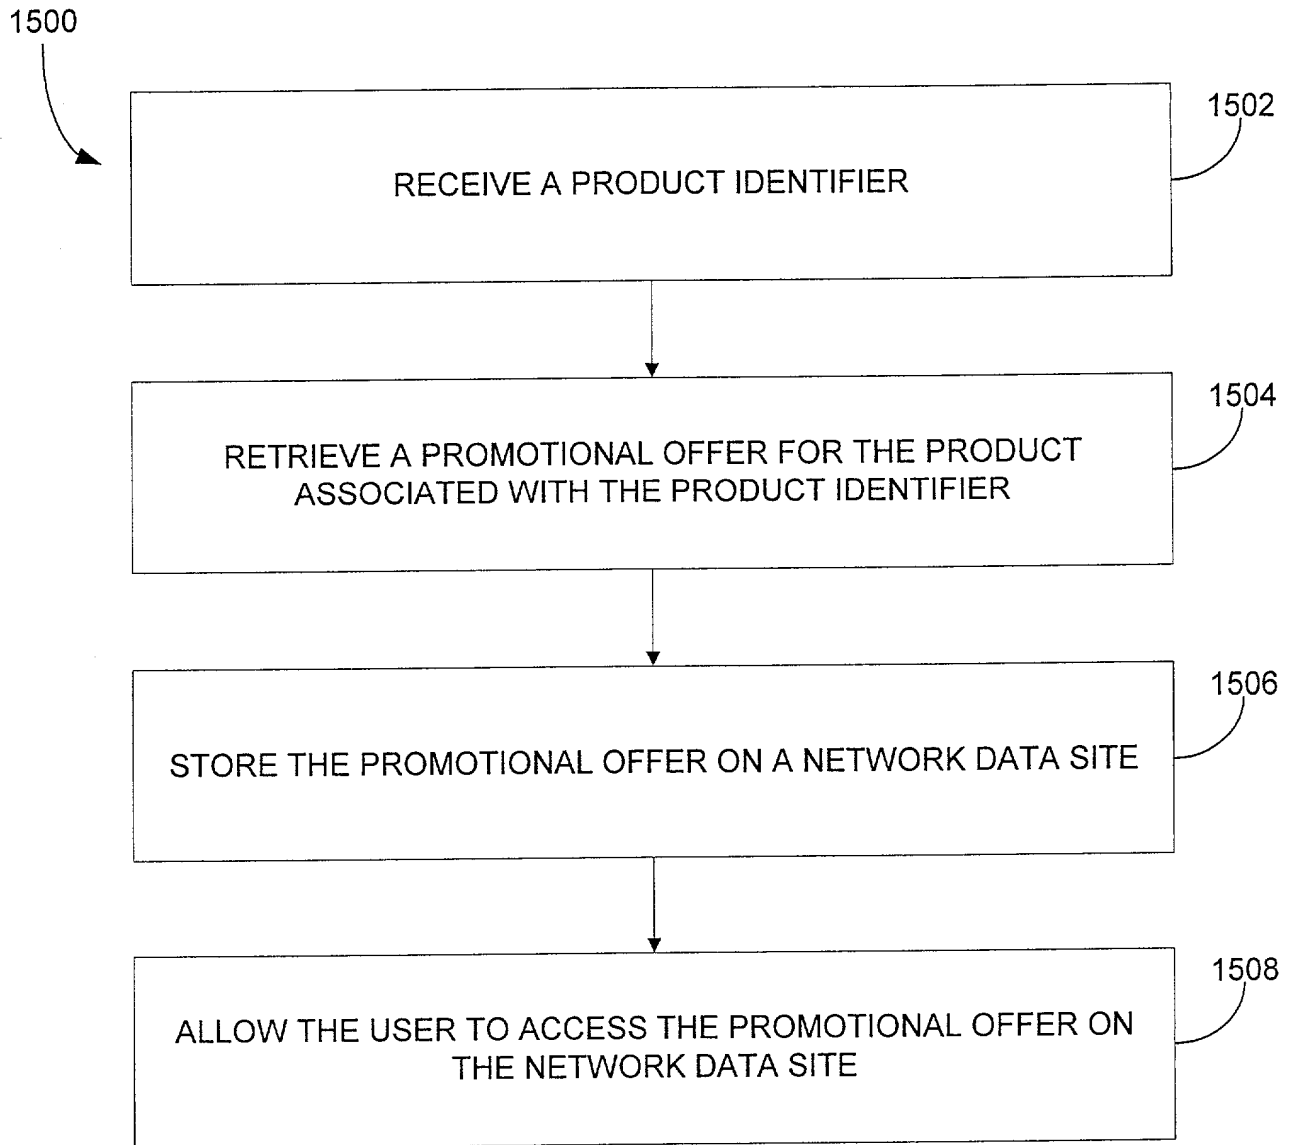 1500
1502
RECEIVE A PRODUCT IDENTIFIER
1504
RETRIEVE A PROMOTIONAL OFFER FOR THE PRODUCT
ASSOCIATED WITH THE PRODUCT IDENTIFIER
1506
STORE THE PROMOTIONAL OFFER ON A NETWORK DATA SITE
1508
ALLOW THE USER TO ACCESS THE PROMOTIONAL OFFER ON
THE NETWORK DATA SITE